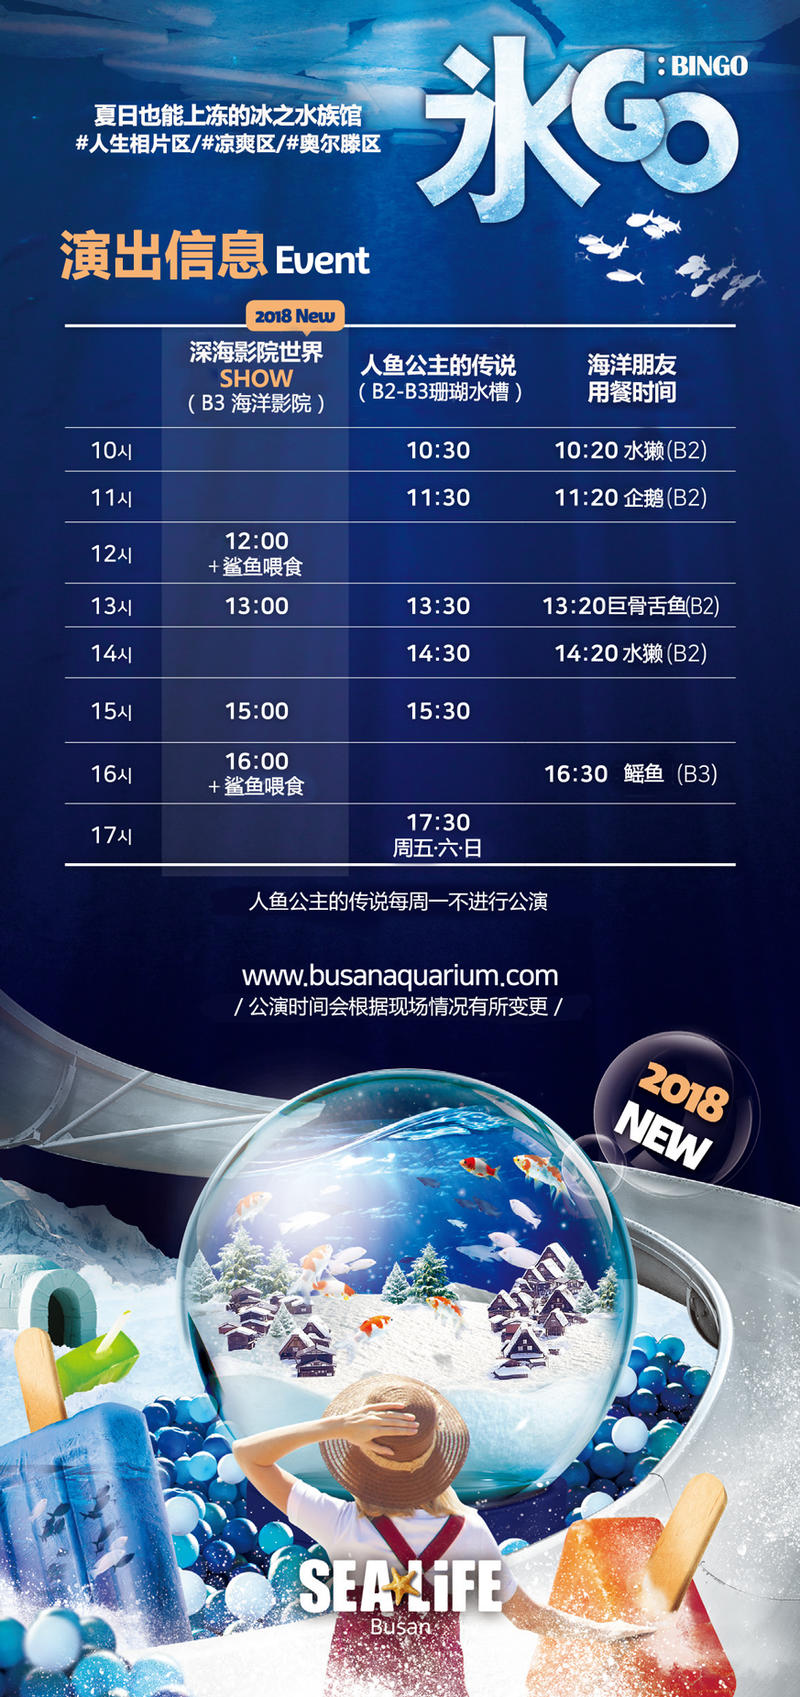 氷GO :BINGO
夏日也能上冻的冰之水族馆
#人生相片区/#凉爽区/#奥尔滕区
演出信息 Event
2018 New
深海影院世界 SHOW （B3 海洋影院）
人鱼公主的传说 （B2-B3珊瑚水槽）
海洋朋友 用餐时间
10시 10:30 10:20 水獭(B2)
11시 11:30 11:20 企鹅(B2)
12시 12:00 +鲨鱼喂食
13시 13:00 13:30 13:20巨骨舌鱼(B2)
14시 14:30 14:20 水獭(B2)
15시 15:00 15:30
16시 16:00 +鲨鱼喂食 16:30 鳐鱼 (B3)
17시 17:30 周五·六·日
人鱼公主的传说每周一不进行公演
www.busanaquarium.com
/ 公演时间会根据现场情况有所变更 /
2018
NEW
SEA LiFE
Busan